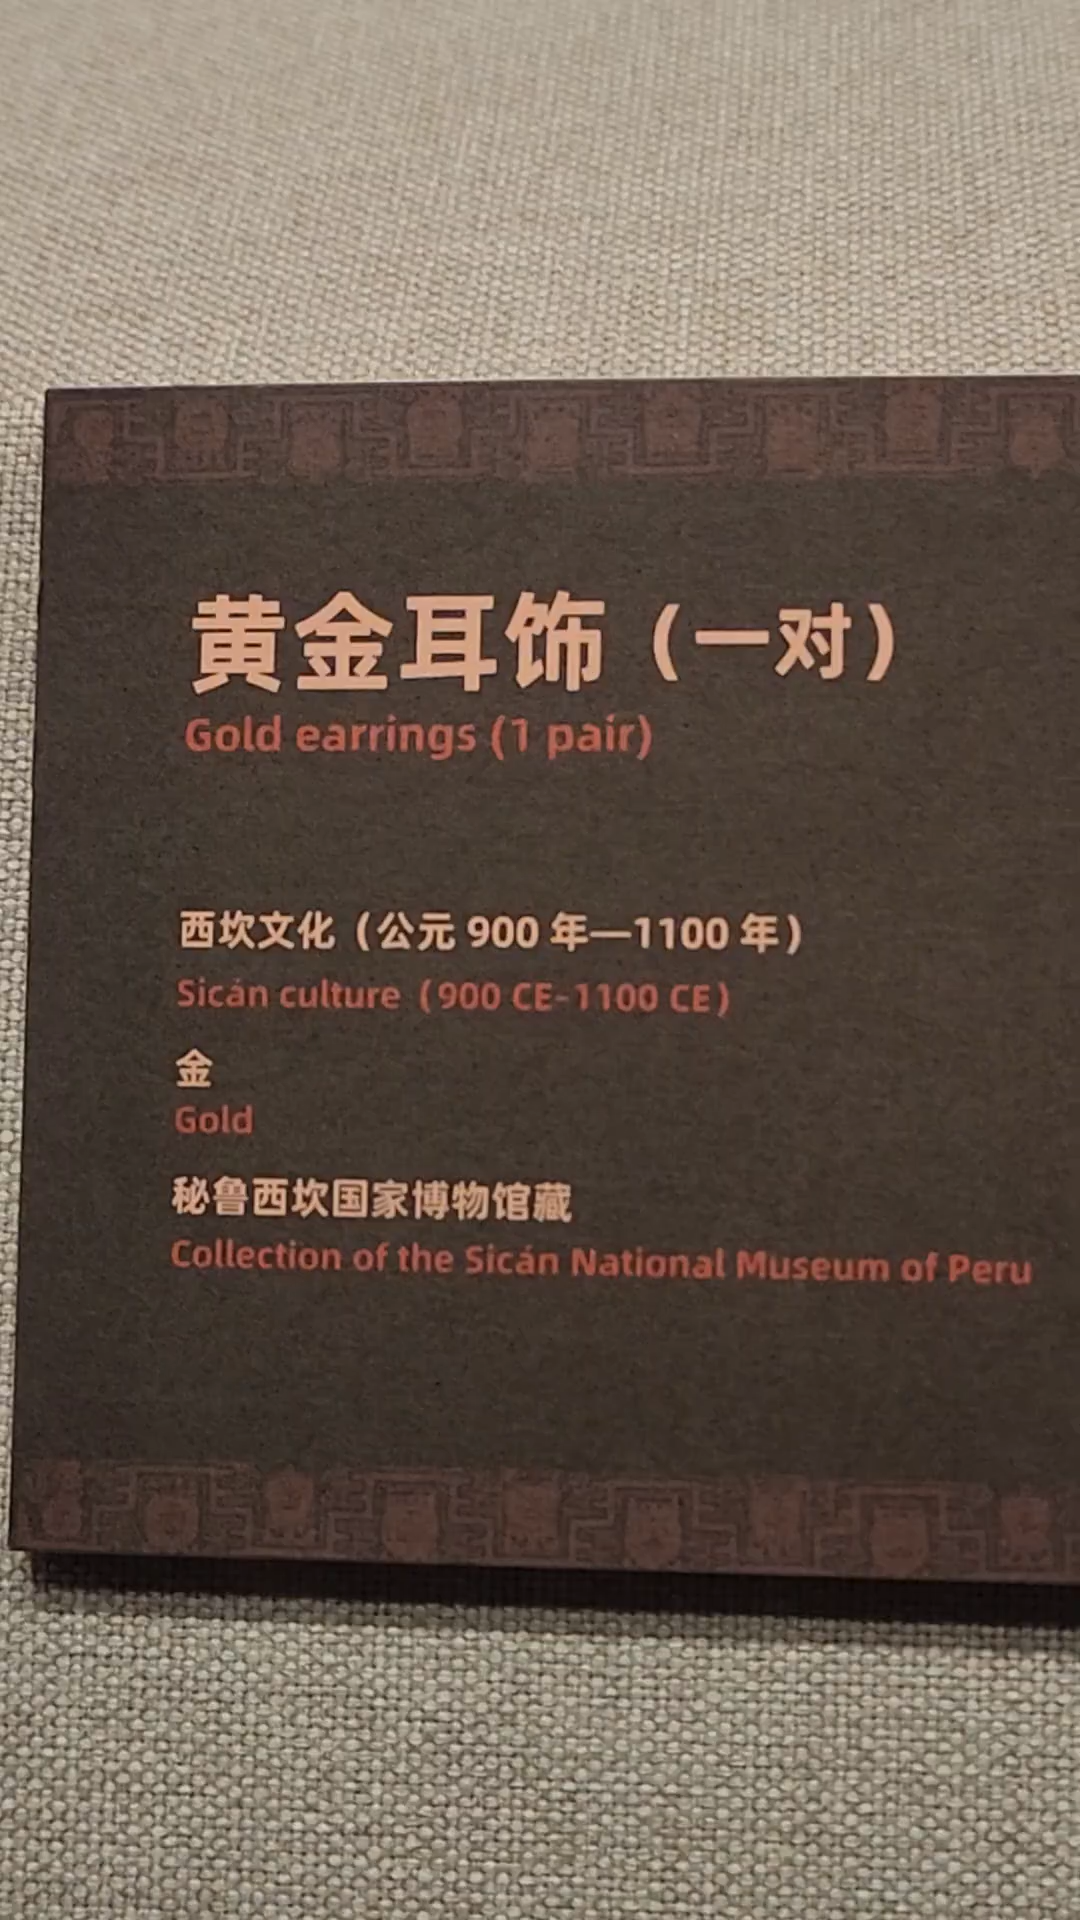 黄金耳饰（一对）
Gold earrings (1 pair)
西坎文化（公元 900 年—1100 年）
Sicán culture (900 CE-1100 CE)
金
Gold
秘鲁西坎国家博物馆藏
Collection of the Sicán National Museum of Peru